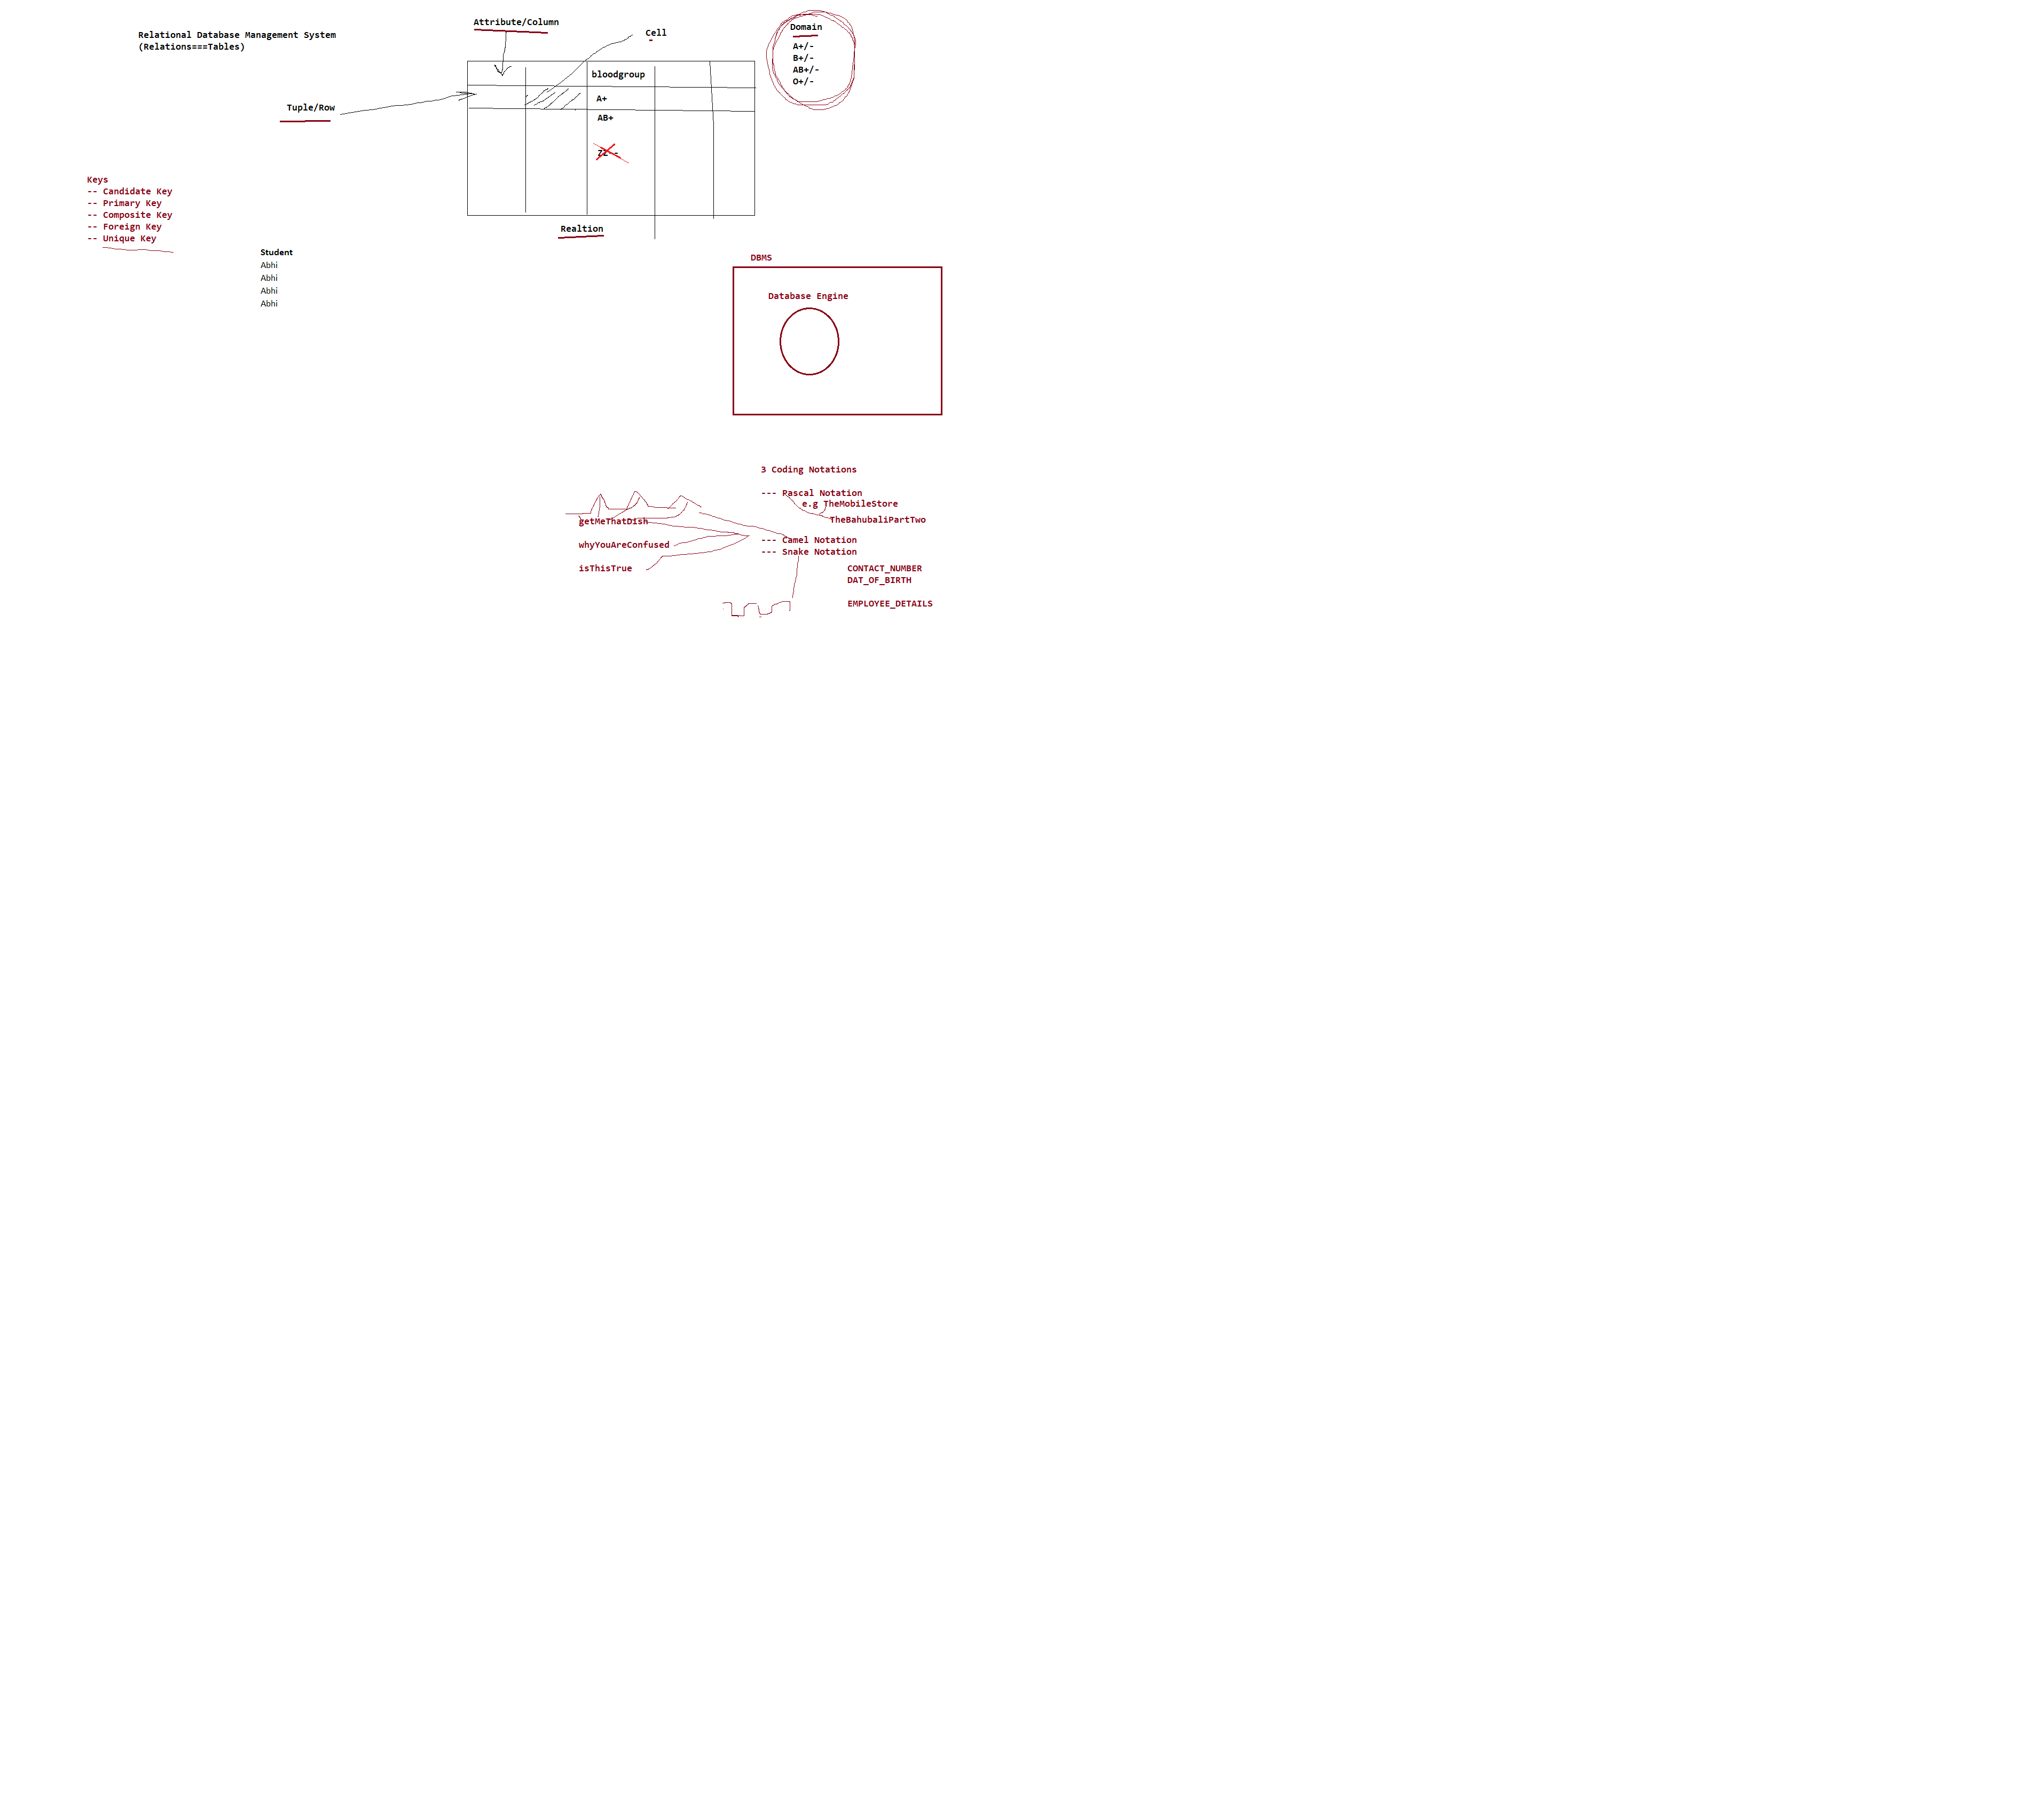 Attribute/Column
Cell
Domain
A+/-
B+/-
AB+/-
O+/-
Relational Database Management System
(Relations===Tables)
bloodgroup
A+
AB+
Tuple/Row
Realtion
Keys
-- Candidate Key
-- Primary Key
-- Composite Key
-- Foreign Key
-- Unique Key
Student
Abhi
Abhi
Abhi
Abhi
DBMS
Database Engine
3 Coding Notations
--- Pascal Notation
e.g TheMobileStore
TheBahubaliPartTwo
--- Camel Notation
--- Snake Notation
getMeThatDish
whyYouAreConfused
isThisTrue
CONTACT_NUMBER
DAT_OF_BIRTH
EMPLOYEE_DETAILS